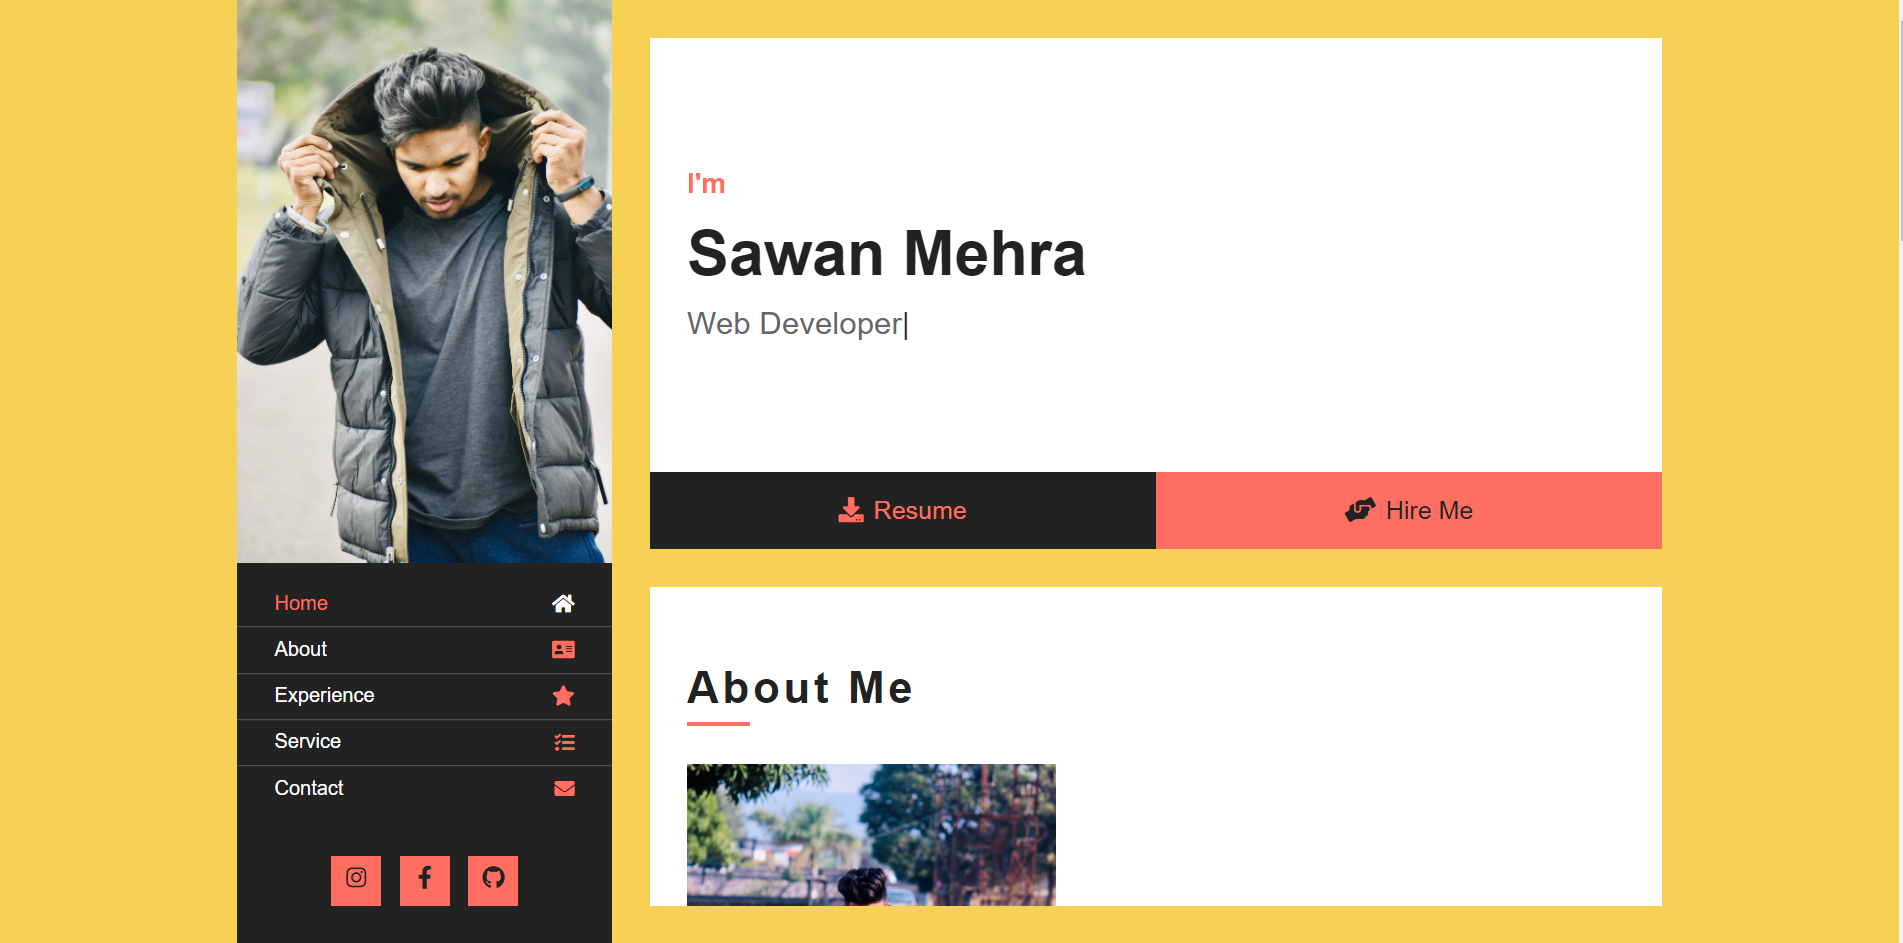 Home
About
Experience
Service
Contact
I'm
Sawan Mehra
Web Developer|
Resume
Hire Me
About Me